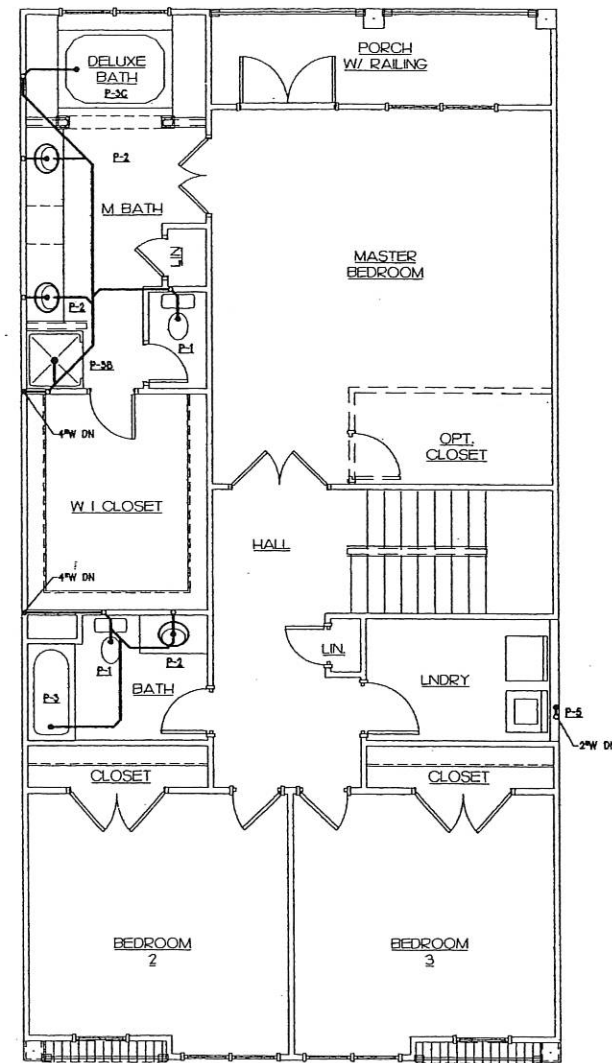 DELUXE
BATH
P-3C
PORCH
W/ RAILING
P-2
M BATH
LIN
MASTER
BEDROOM
P-2
P-1
P-3B
4"W DN
OPT.
CLOSET
W I CLOSET
HALL
4"W DN
P-1
P-2
LIN.
LNDRY
P-3
BATH
P-5
2"W DN
CLOSET
CLOSET
BEDROOM
2
BEDROOM
3